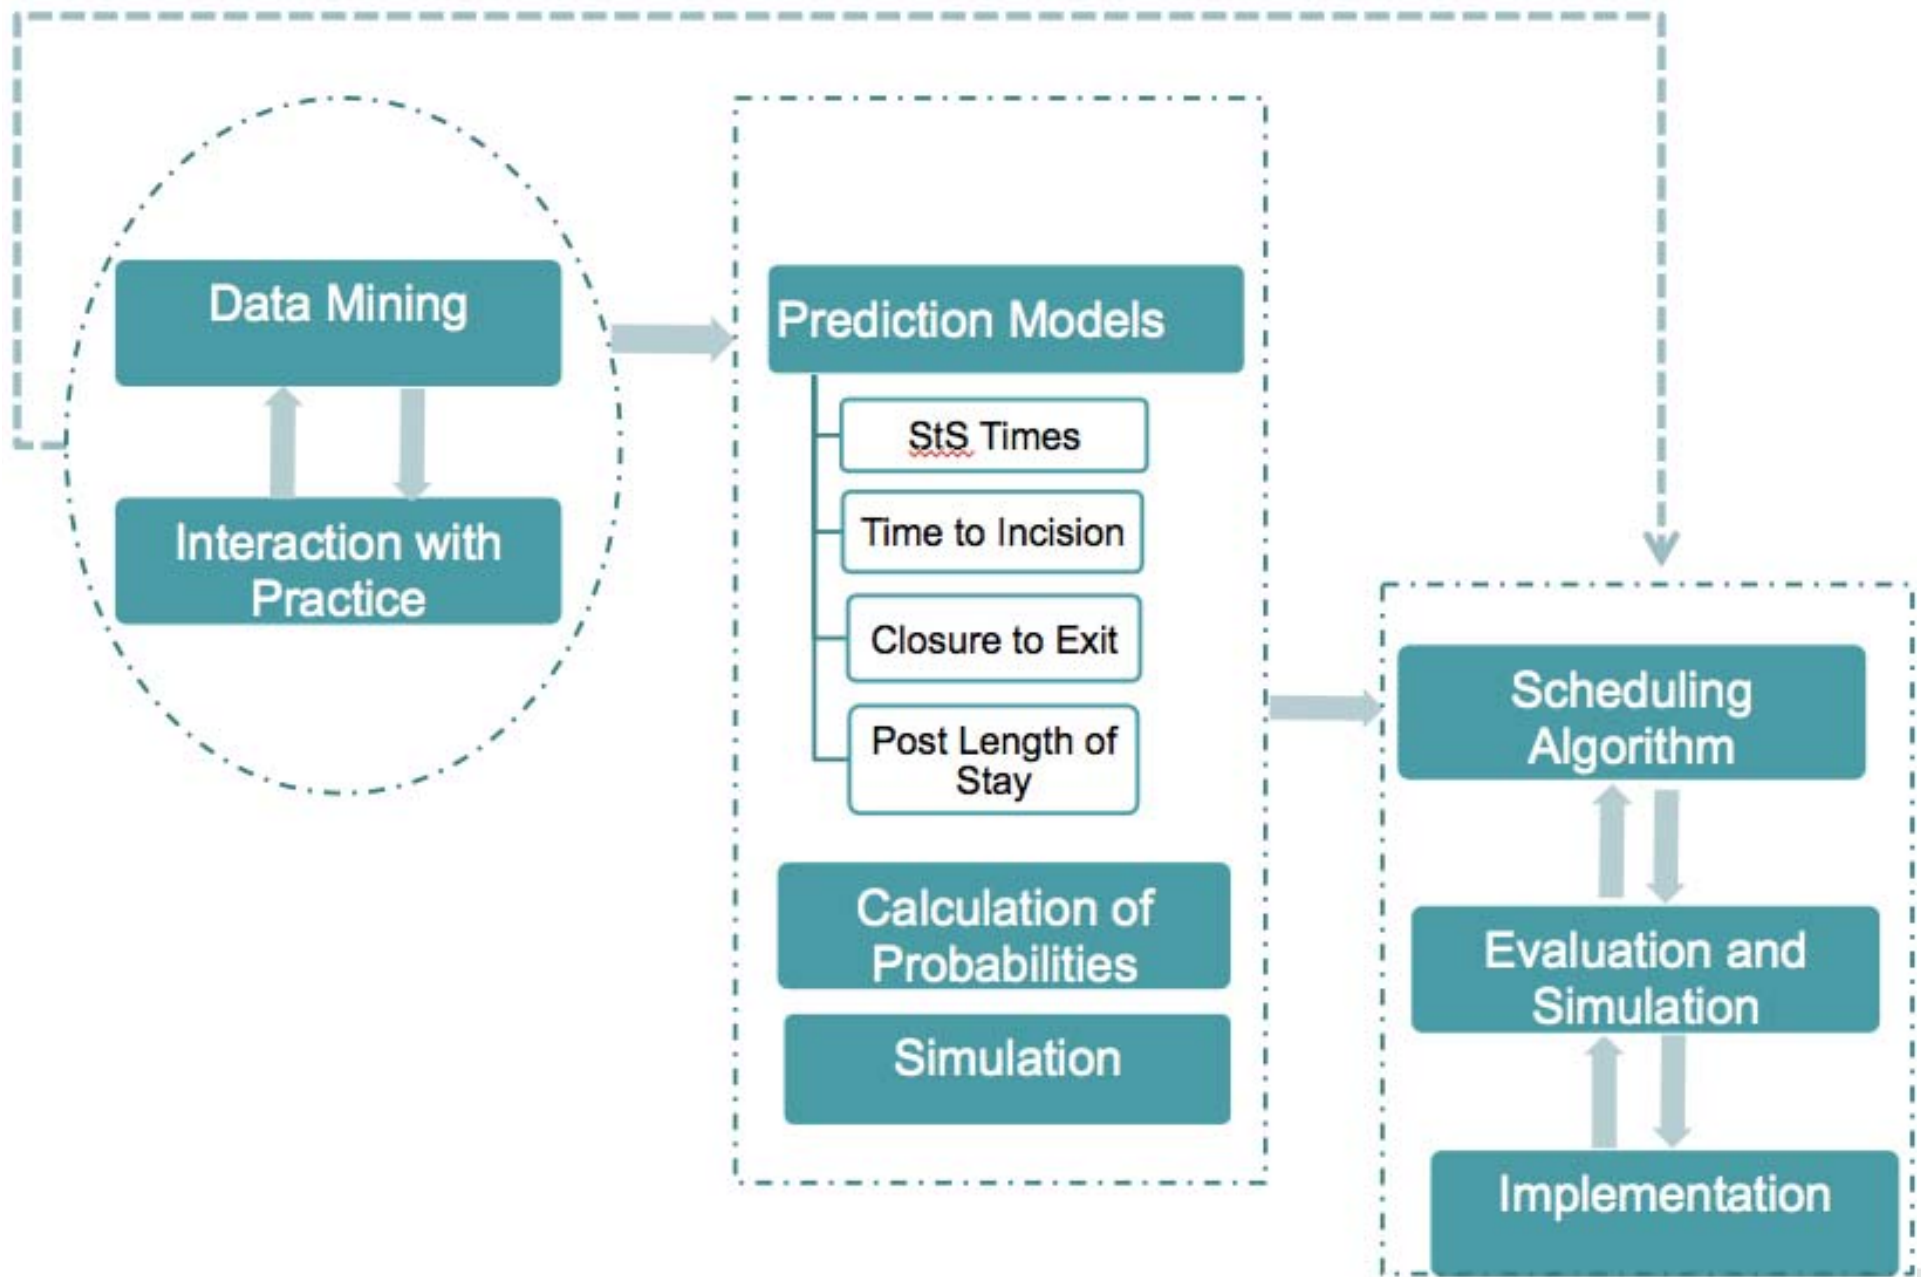 Data Mining
Interaction with
Practice
Prediction Models
StS Times
Time to Incision
Closure to Exit
Post Length of
Stay
Calculation of
Probabilities
Simulation
Scheduling
Algorithm
Evaluation and
Simulation
Implementation